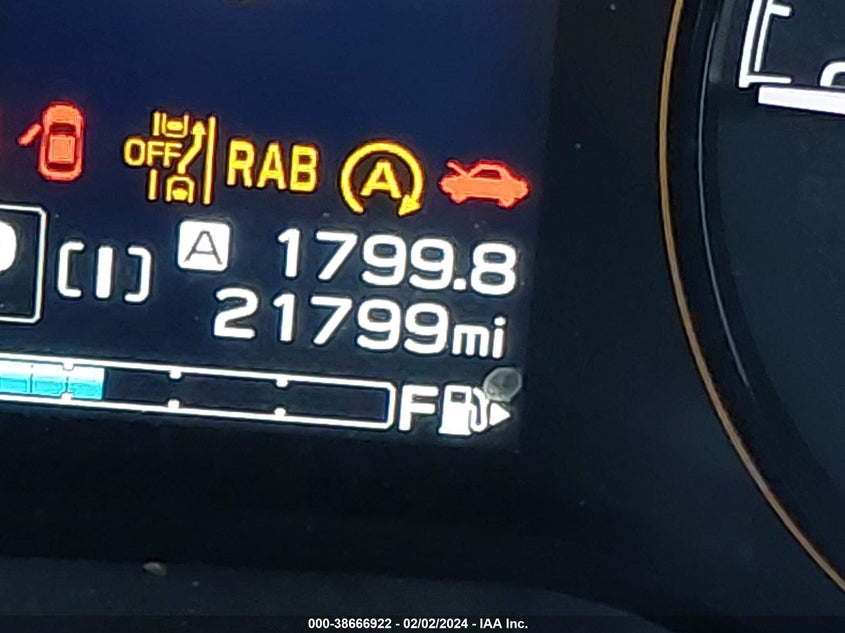 OFF RAB A
A 1799.8
21799mi
F
000-38666922 - 02/02/2024 - IAA Inc.